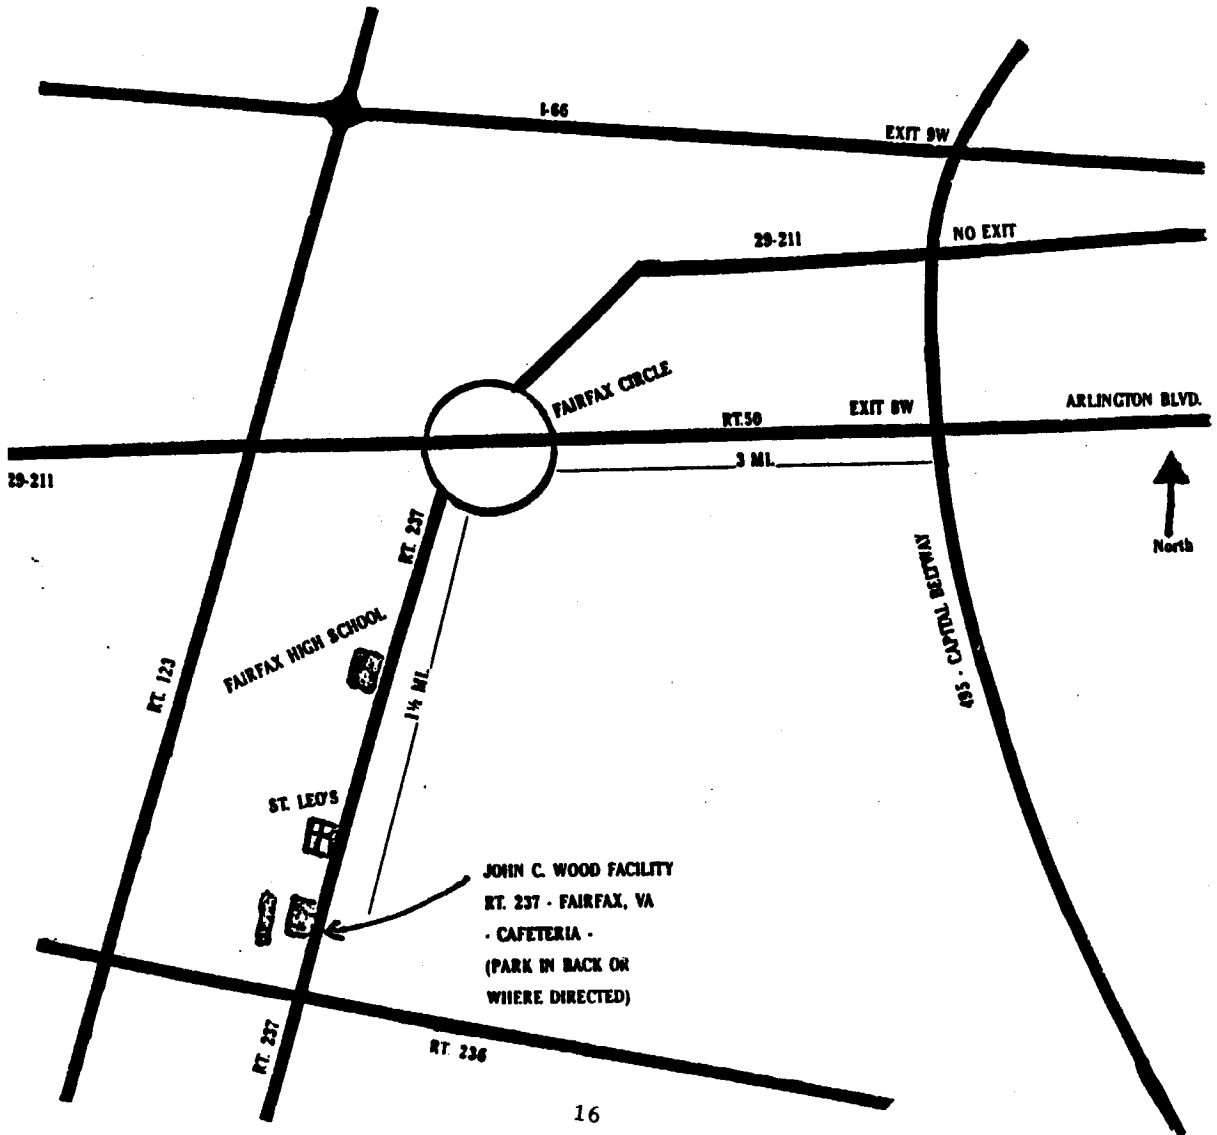 I-66
EXIT 9W
29-211
NO EXIT
FAIRFAX CIRCLE
RT.50
EXIT 8W
ARLINGTON BLVD.
3 MI.
29-211
North
RT. 237
495 - CAPITAL BELTWAY
FAIRFAX HIGH SCHOOL
RT. 123
1½ MI.
ST. LEO'S
JOHN C. WOOD FACILITY
RT. 237 - FAIRFAX, VA
- CAFETERIA -
(PARK IN BACK OR
WHERE DIRECTED)
RT. 237
RT. 236
16